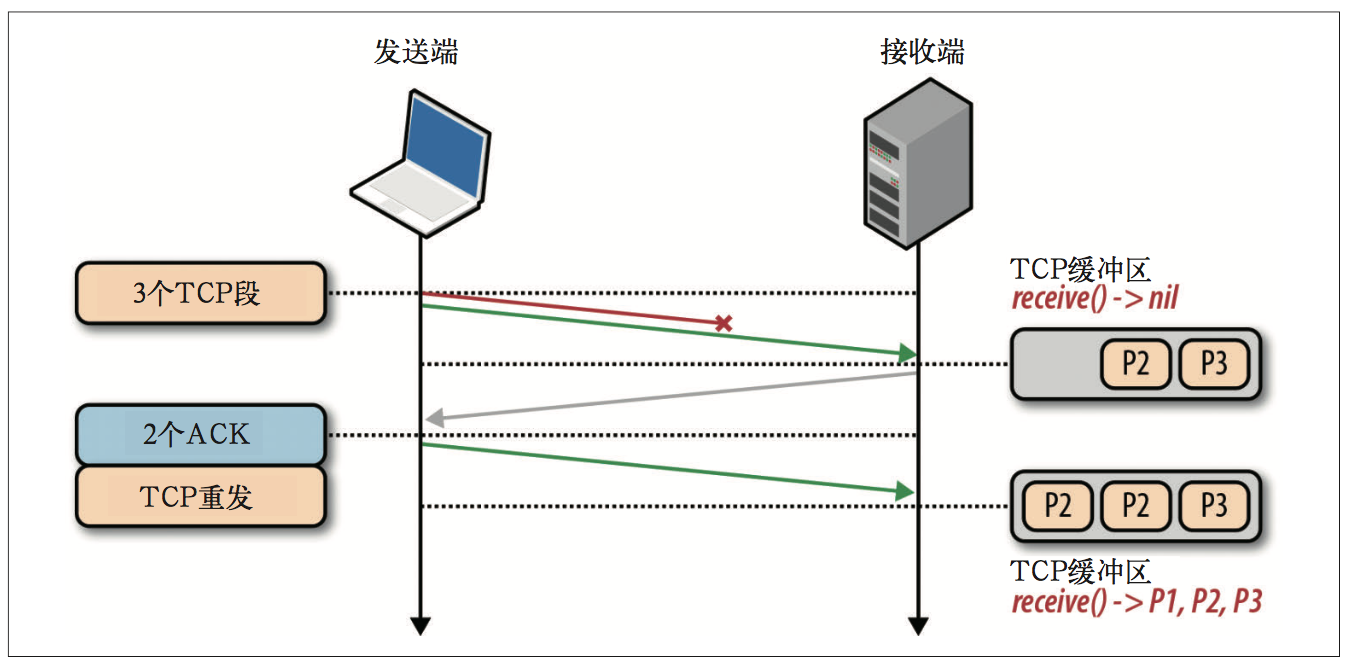 发送端
接收端
3个TCP段
TCP缓冲区
receive() -> nil
P2 P3
2个ACK
TCP重发
P2 P2 P3
TCP缓冲区
receive() -> P1, P2, P3